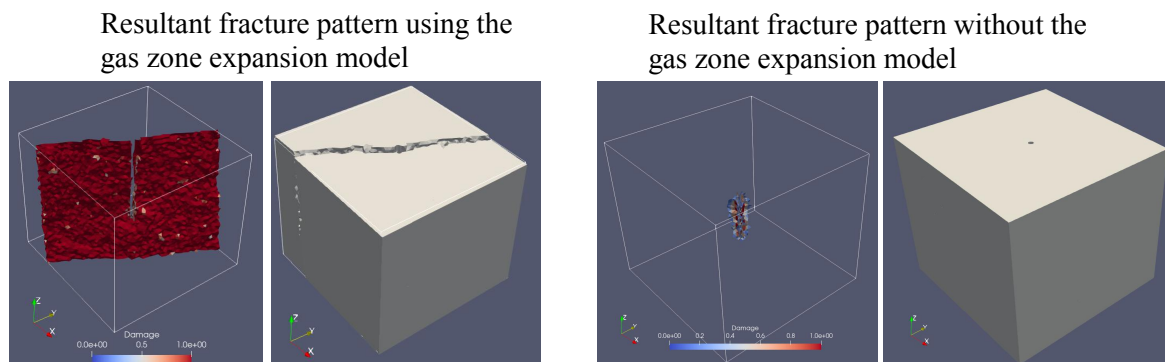 Resultant fracture pattern using the
gas zone expansion model
Resultant fracture pattern without the
gas zone expansion model
Z
Y
X
Damage
0.0e+00 0.5 1.0e+00
Z
Y
X
Z
Y
X
Damage
0.0e+00 0.2 0.4 0.6 0.8 1.0e+00
Z
Y
X